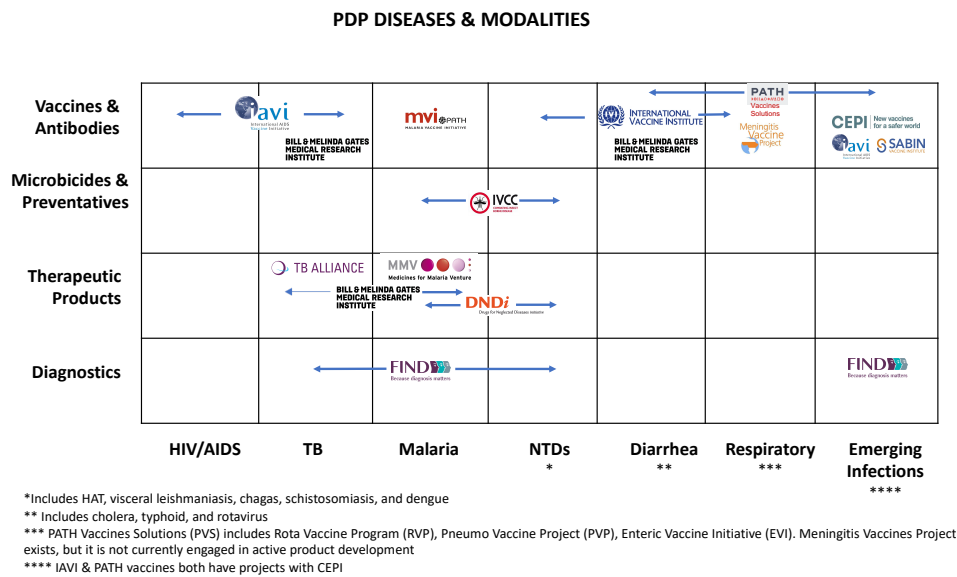 PDP DISEASES & MODALITIES
Vaccines &
Antibodies
iavi
International AIDS
Vaccine Initiative
BILL & MELINDA GATES
MEDICAL RESEARCH
INSTITUTE
mvi PATH
MALARIA VACCINE INITIATIVE
INTERNATIONAL
VACCINE INSTITUTE
BILL & MELINDA GATES
MEDICAL RESEARCH
INSTITUTE
PATH
Vaccines
Solutions
Meningitis
Vaccine
Project
CEPI New vaccines
for a safer world
iavi
SABIN
VACCINE INSTITUTE
Microbicides &
Preventatives
IVCC
Therapeutic
Products
TB ALLIANCE
MMV
Medicines for Malaria Venture
BILL & MELINDA GATES
MEDICAL RESEARCH
INSTITUTE
DNDi
Drugs for Neglected Diseases initiative
Diagnostics
FIND
Because diagnosis matters
FIND
Because diagnosis matters
HIV/AIDS TB Malaria NTDs Diarrhea Respiratory Emerging
Infections
* ** *** ****
*Includes HAT, visceral leishmaniasis, chagas, schistosomiasis, and dengue
** Includes cholera, typhoid, and rotavirus
*** PATH Vaccines Solutions (PVS) includes Rota Vaccine Program (RVP), Pneumo Vaccine Project (PVP), Enteric Vaccine Initiative (EVI). Meningitis Vaccines Project
exists, but it is not currently engaged in active product development
**** IAVI & PATH vaccines both have projects with CEPI